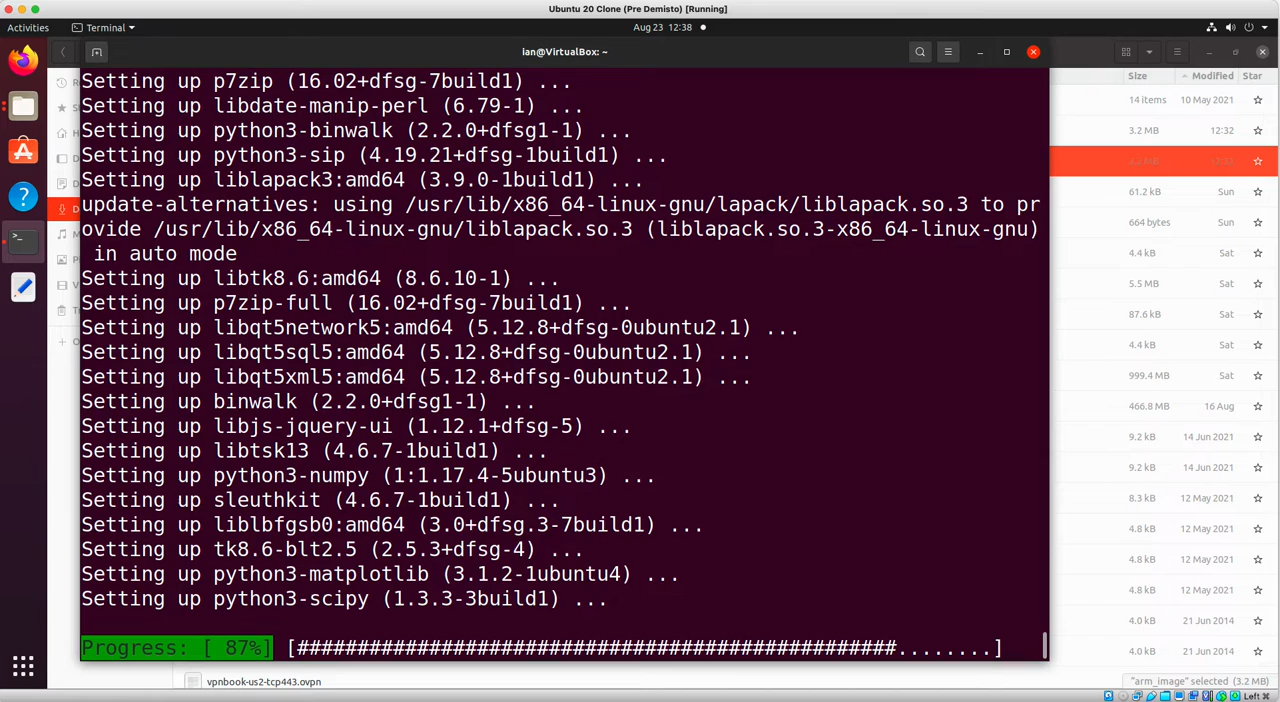 Ubuntu 20 Clone (Pre Demisto) [Running]
Activities
Terminal
Aug 23 12:38
ian@VirtualBox: ~
Size
Modified
Star
Setting up p7zip (16.02+dfsg-7build1) ...
Setting up libdate-manip-perl (6.79-1) ...
Setting up python3-binwalk (2.2.0+dfsg1-1) ...
Setting up python3-sip (4.19.21+dfsg-1build1) ...
Setting up liblapack3:amd64 (3.9.0-1build1) ...
update-alternatives: using /usr/lib/x86_64-linux-gnu/lapack/liblapack.so.3 to pr
ovide /usr/lib/x86_64-linux-gnu/liblapack.so.3 (liblapack.so.3-x86_64-linux-gnu)
 in auto mode
Setting up libtk8.6:amd64 (8.6.10-1) ...
Setting up p7zip-full (16.02+dfsg-7build1) ...
Setting up libqt5network5:amd64 (5.12.8+dfsg-0ubuntu2.1) ...
Setting up libqt5sql5:amd64 (5.12.8+dfsg-0ubuntu2.1) ...
Setting up libqt5xml5:amd64 (5.12.8+dfsg-0ubuntu2.1) ...
Setting up binwalk (2.2.0+dfsg1-1) ...
Setting up libjs-jquery-ui (1.12.1+dfsg-5) ...
Setting up libtsk13 (4.6.7-1build1) ...
Setting up python3-numpy (1:1.17.4-5ubuntu3) ...
Setting up sleuthkit (4.6.7-1build1) ...
Setting up liblbfgsb0:amd64 (3.0+dfsg.3-7build1) ...
Setting up tk8.6-blt2.5 (2.5.3+dfsg-4) ...
Setting up python3-matplotlib (3.1.2-1ubuntu4) ...
Setting up python3-scipy (1.3.3-3build1) ...
Progress: [ 87%] [##################################################........]
14 items 10 May 2021
3.2 MB 12:32
61.2 kB Sun
664 bytes Sun
4.4 kB Sat
5.5 MB Sat
87.6 kB Sat
4.4 kB Sat
999.4 MB Sat
466.8 MB 16 Aug
9.2 kB 14 Jun 2021
9.2 kB 14 Jun 2021
8.3 kB 12 May 2021
4.8 kB 12 May 2021
4.8 kB 12 May 2021
4.8 kB 12 May 2021
4.0 kB 21 Jun 2014
4.0 kB 21 Jun 2014
vpnbook-us2-tcp443.ovpn
"arm_image" selected (3.2 MB)
Left ⌘